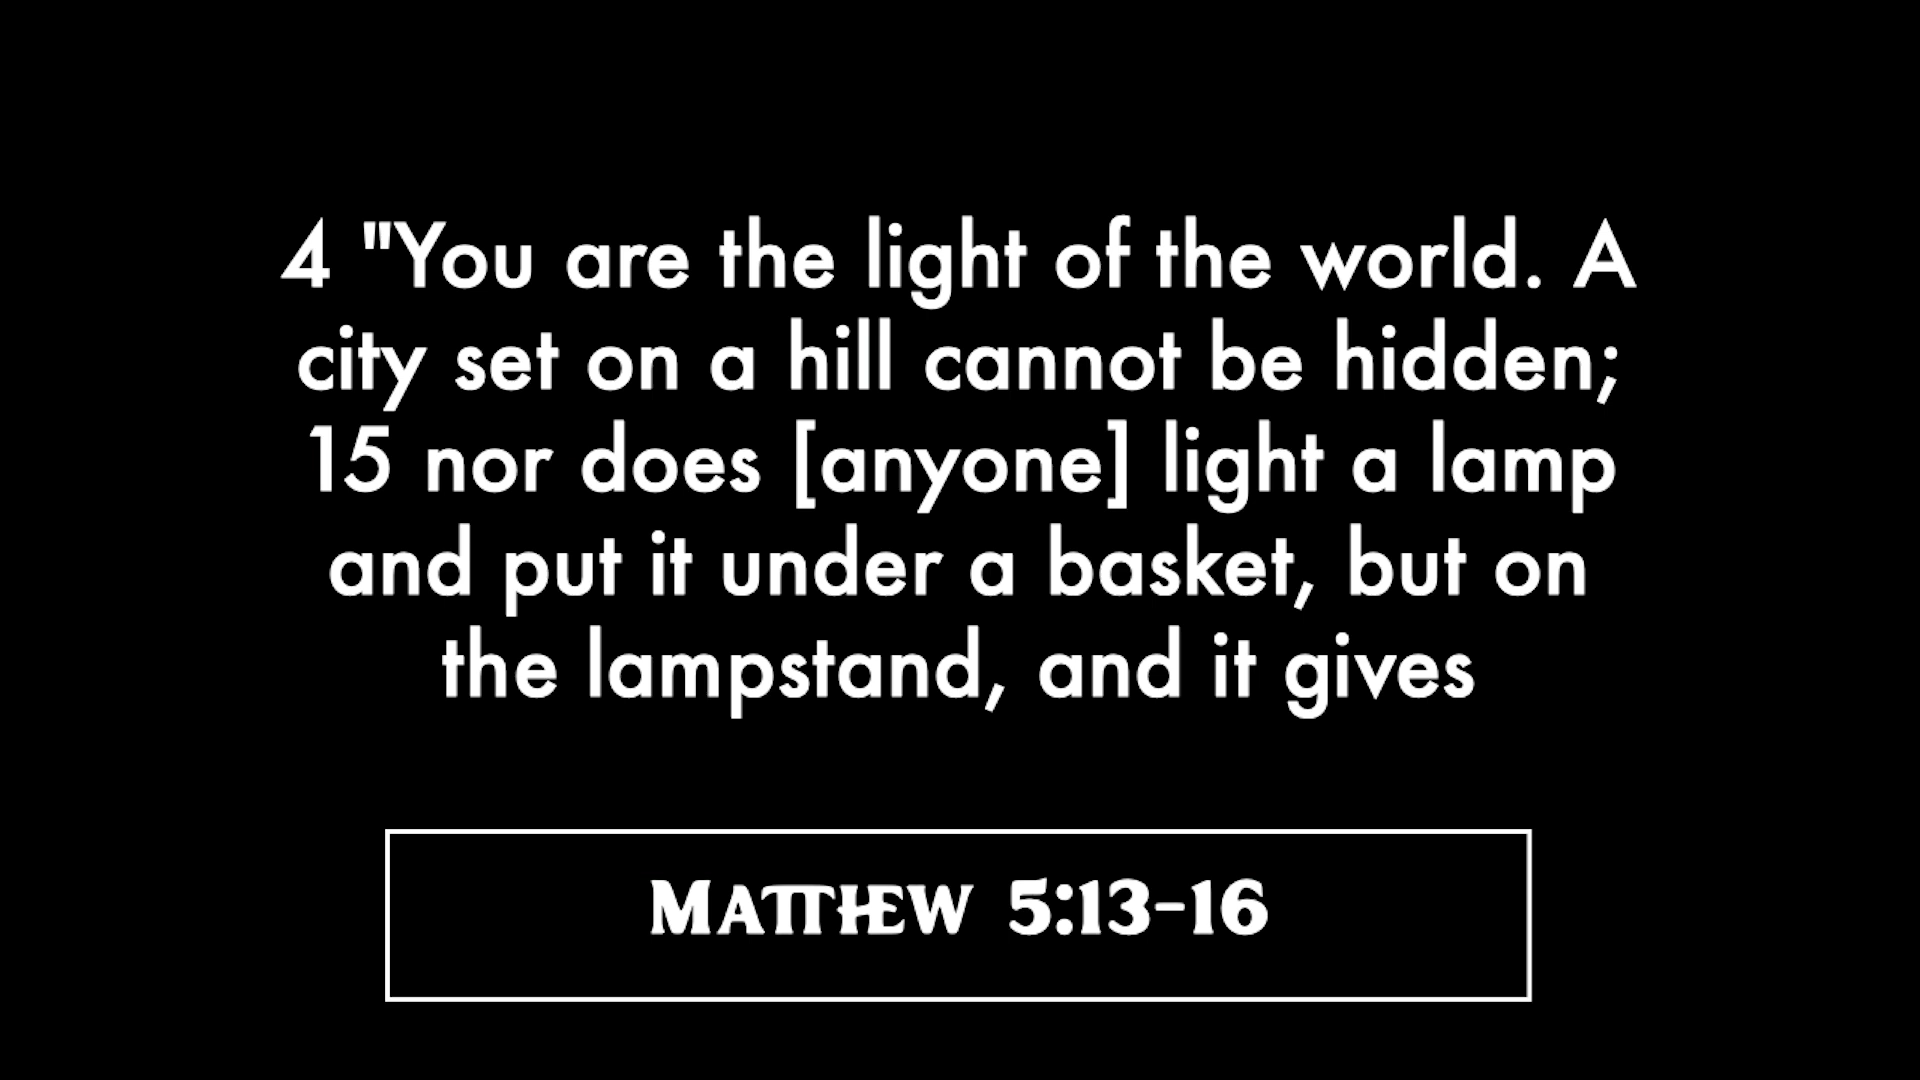 4 "You are the light of the world. A
city set on a hill cannot be hidden;
15 nor does [anyone] light a lamp
and put it under a basket, but on
the lampstand, and it gives
Matthew 5:13-16